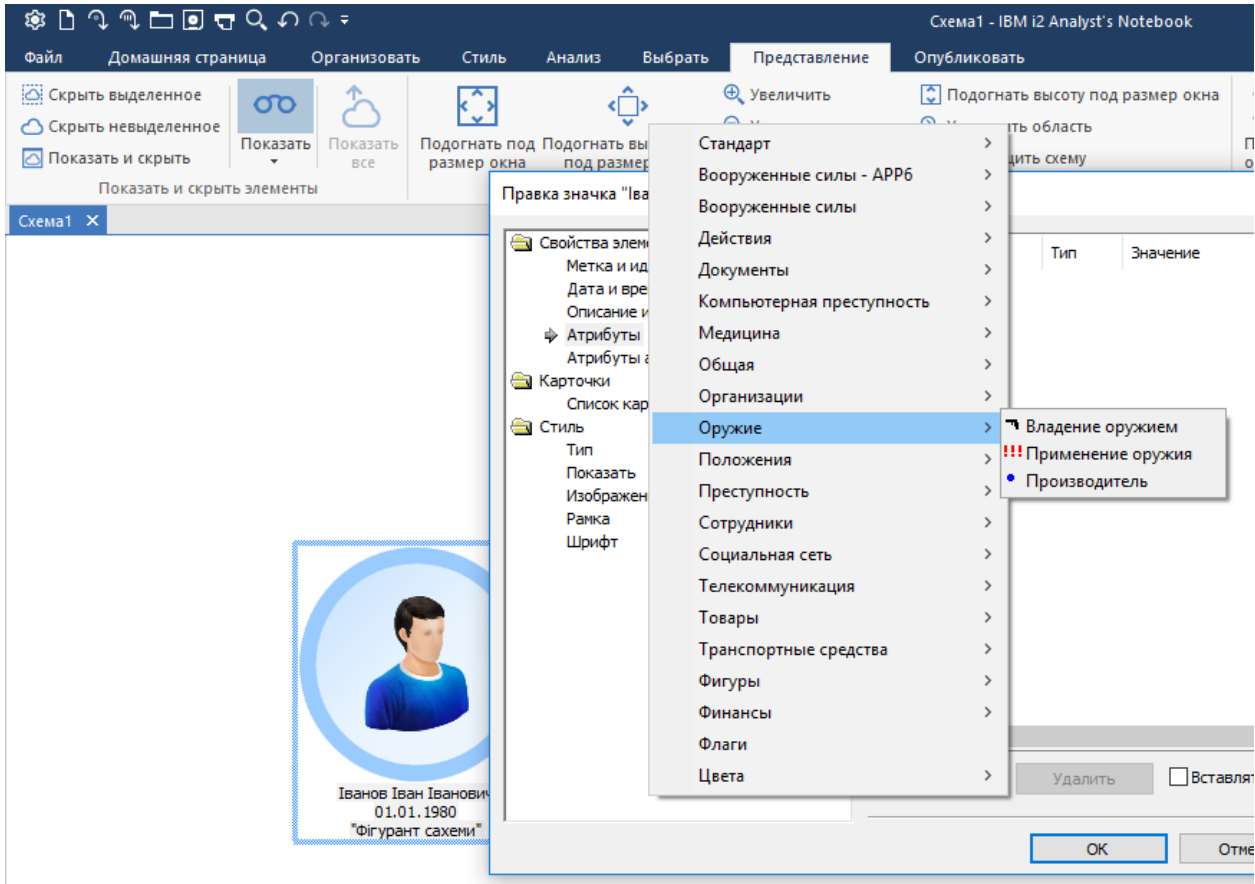 Схема1 - IBM i2 Analyst's Notebook
Файл Домашняя страница Организовать Стиль Анализ Выбрать Представление Опубликовать
Скрыть выделенное
Скрыть невыделенное
Показать и скрыть
Показать
Показать все
Показать и скрыть элементы
Подогнать под размер окна
Подогнать вы
под размер
Увеличить
Подогнать высоту под размер окна
ть область
ить схему
Схема1
Правка значка "Іва
Свойства элем
Метка и ид
Дата и вре
Описание и
Атрибуты
Атрибуты а
Карточки
Список кар
Стиль
Тип
Показать
Изображен
Рамка
Шрифт
Стандарт
Вооруженные силы - APP6
Вооруженные силы
Действия
Документы
Компьютерная преступность
Медицина
Общая
Организации
Оружие
Положения
Преступность
Сотрудники
Социальная сеть
Телекоммуникация
Товары
Транспортные средства
Фигуры
Финансы
Флаги
Цвета
Владение оружием
!!! Применение оружия
Производитель
Тип Значение
Удалить Вставлят
OK Отме
Іванов Іван Іванович
01.01.1980
"Фігурант сахеми"